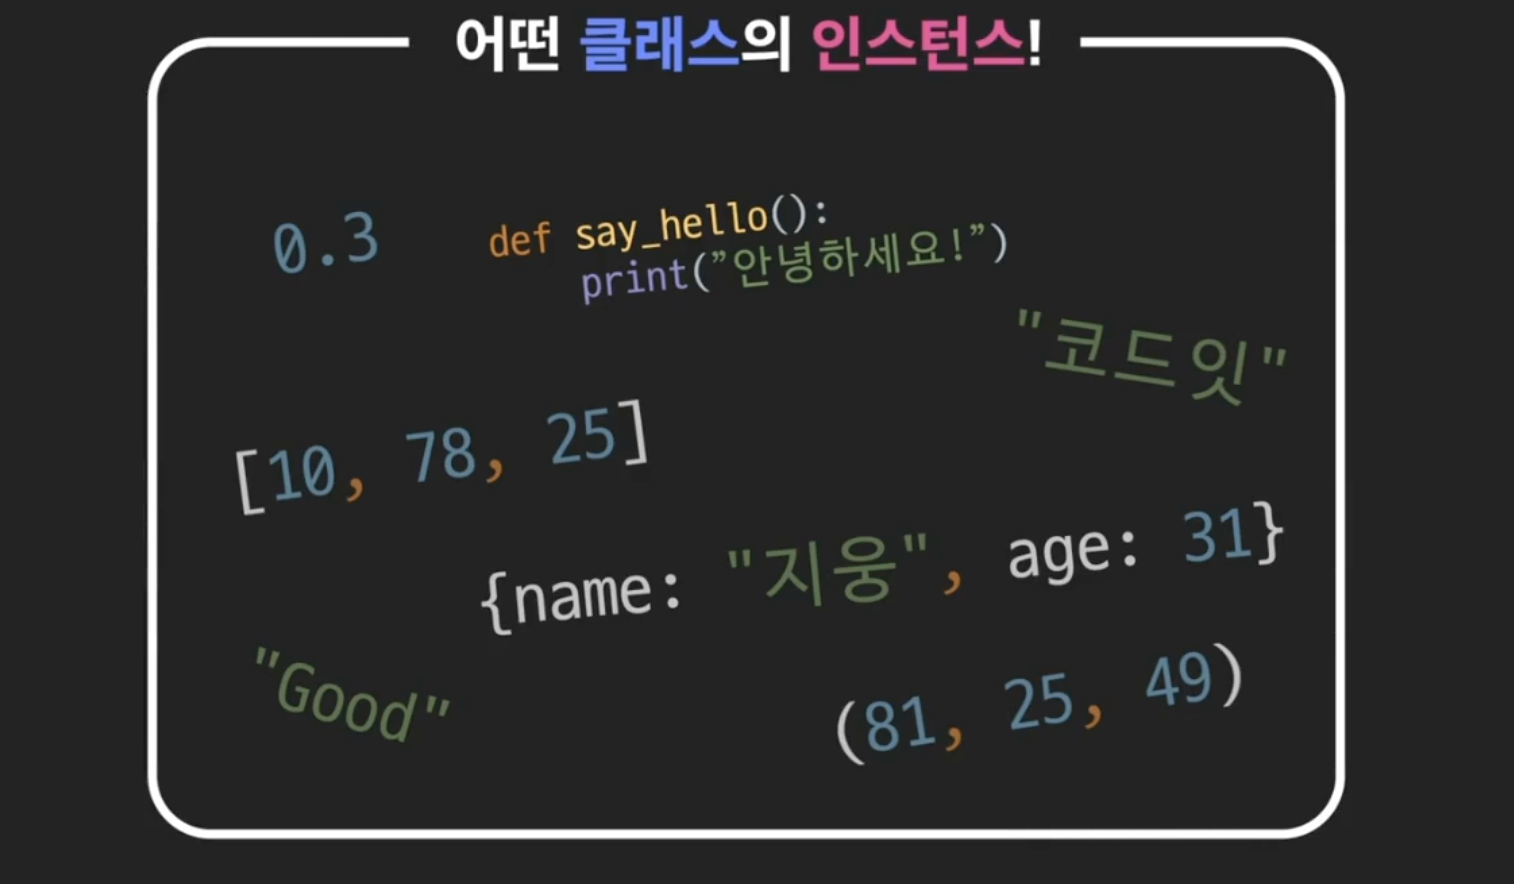 어떤 클래스의 인스턴스!
0.3
def say_hello():
print(”안녕하세요!”)
"코드잇"
[10, 78, 25]
{name: "지웅", age: 31}
"Good"
(81, 25, 49)